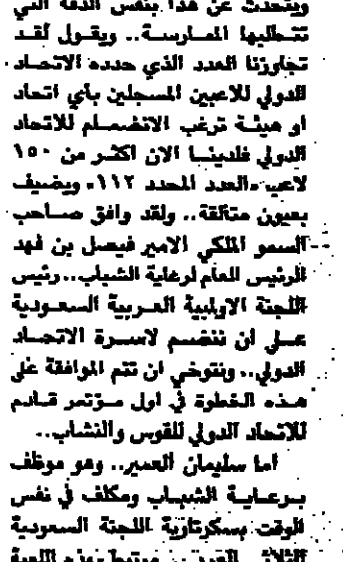 ويتحدث عن هذا بنفس الدقة التي
تتطلبها الممارسة.. ويقول لقد
تجاوزنا العدد الذي حدده الاتحاد
الدولي للاعبين المسجلين بأي اتحاد
أو هيئة ترغب الانضمام للاتحاد
الدولي فلدينا الان اكثر من ١٥٠
لاعب «العدد المحدد ١١٢» ويضيف
بعيون متألقة.. ولقد وافق صاحب
السمو الملكي الامير فيصل بن فهد
الرئيس العام لرعاية الشباب.. رئيس
اللجنة الاولبية العربية السعودية
على ان ننضم لاسرة الاتحاد
الدولي.. ونتوخى ان تتم الموافقة على
هذه الخطوة في اول مؤتمر قادم
للاتحاد الدولي للقوس والنشاب..
اما سليمان العمير.. وهو موظف
برعاية الشباب ومكلف في نفس
الوقت بسكرتارية اللجنة السعودية